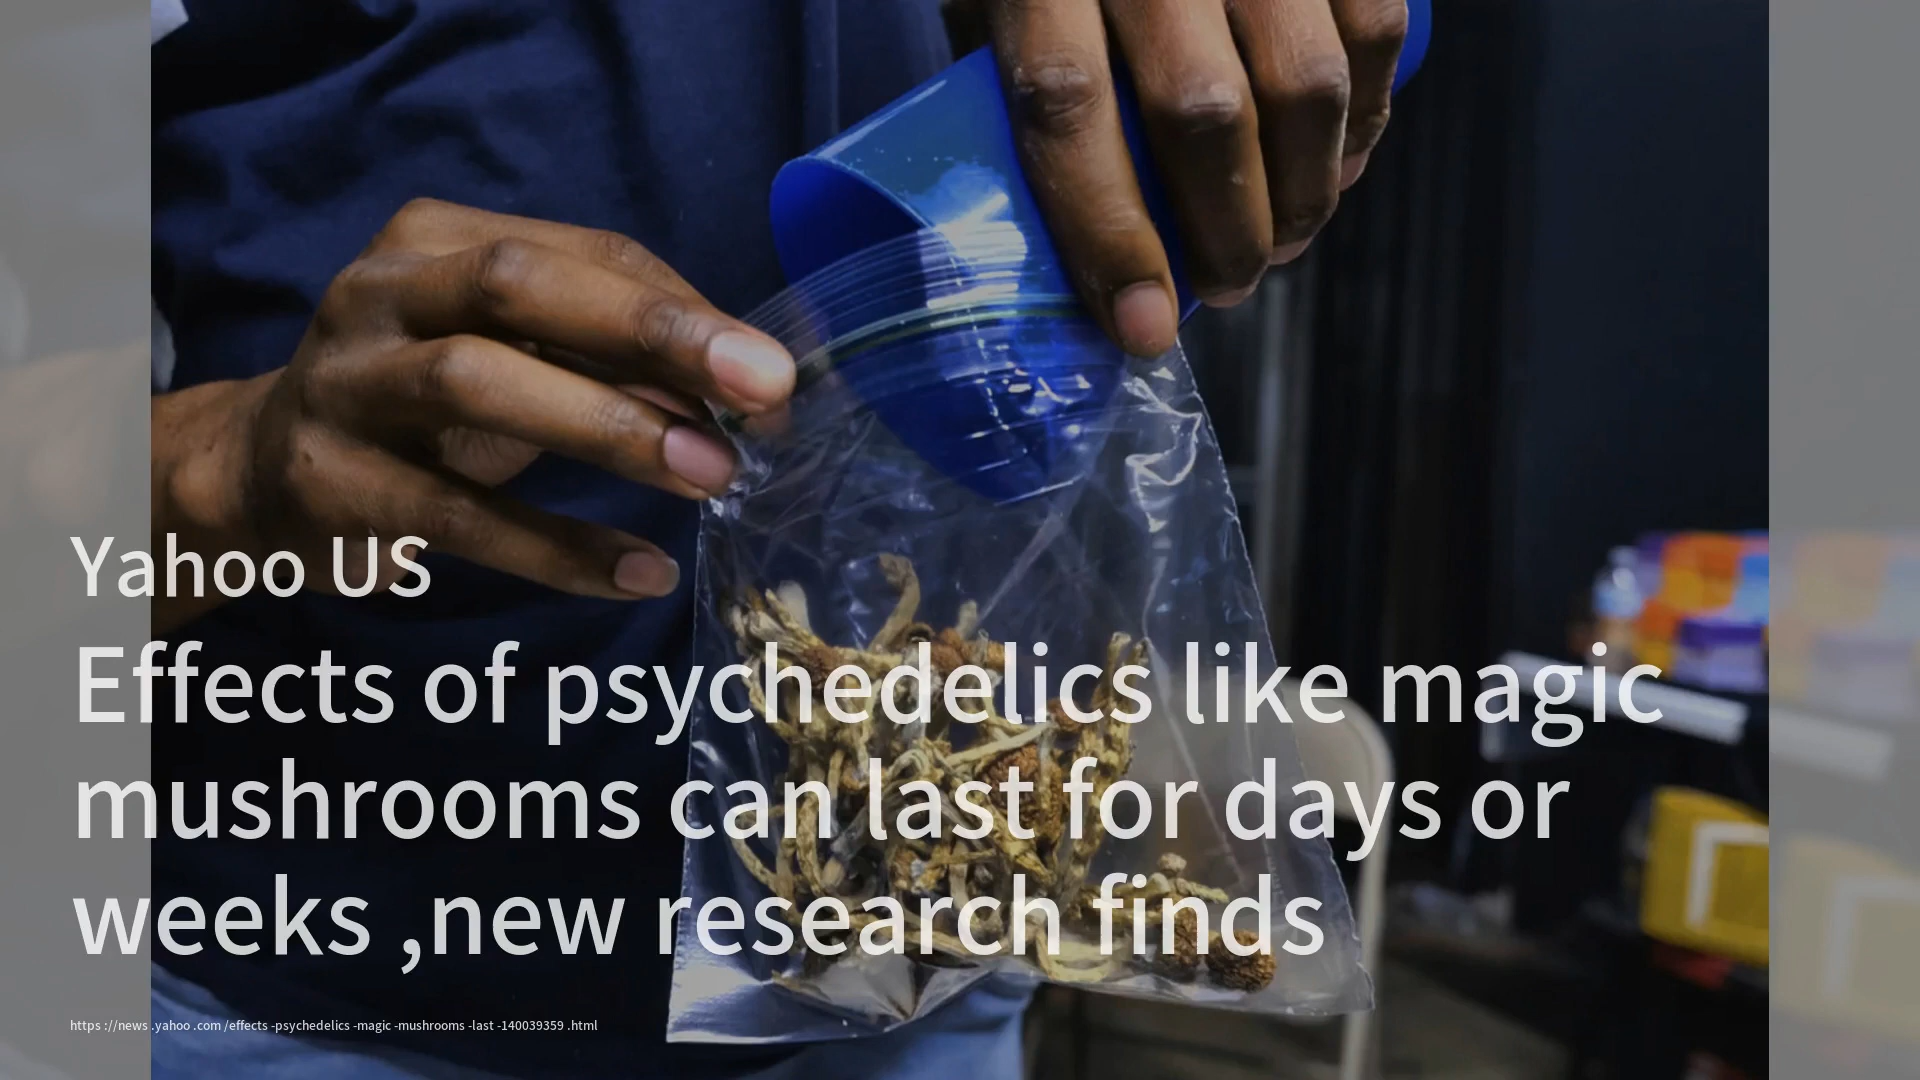 Yahoo US
Effects of psychedelics like magic
mushrooms can last for days or
weeks ,new research finds
https ://news .yahoo .com /effects -psychedelics -magic -mushrooms -last -140039359 .html